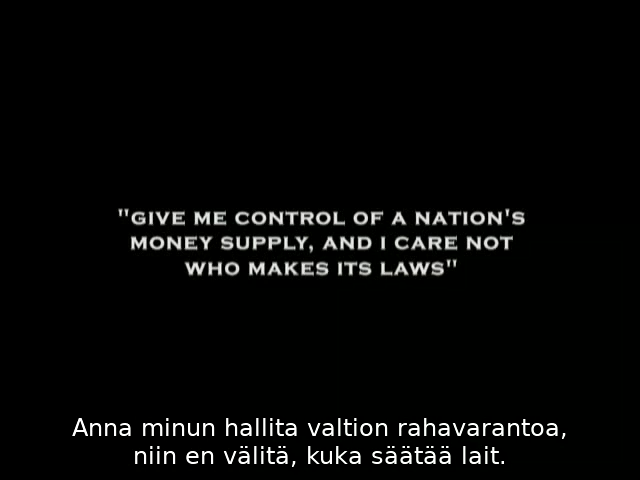 "GIVE ME CONTROL OF A NATION'S
MONEY SUPPLY, AND I CARE NOT
WHO MAKES ITS LAWS"
Anna minun hallita valtion rahavarantoa,
niin en välitä, kuka säätää lait.